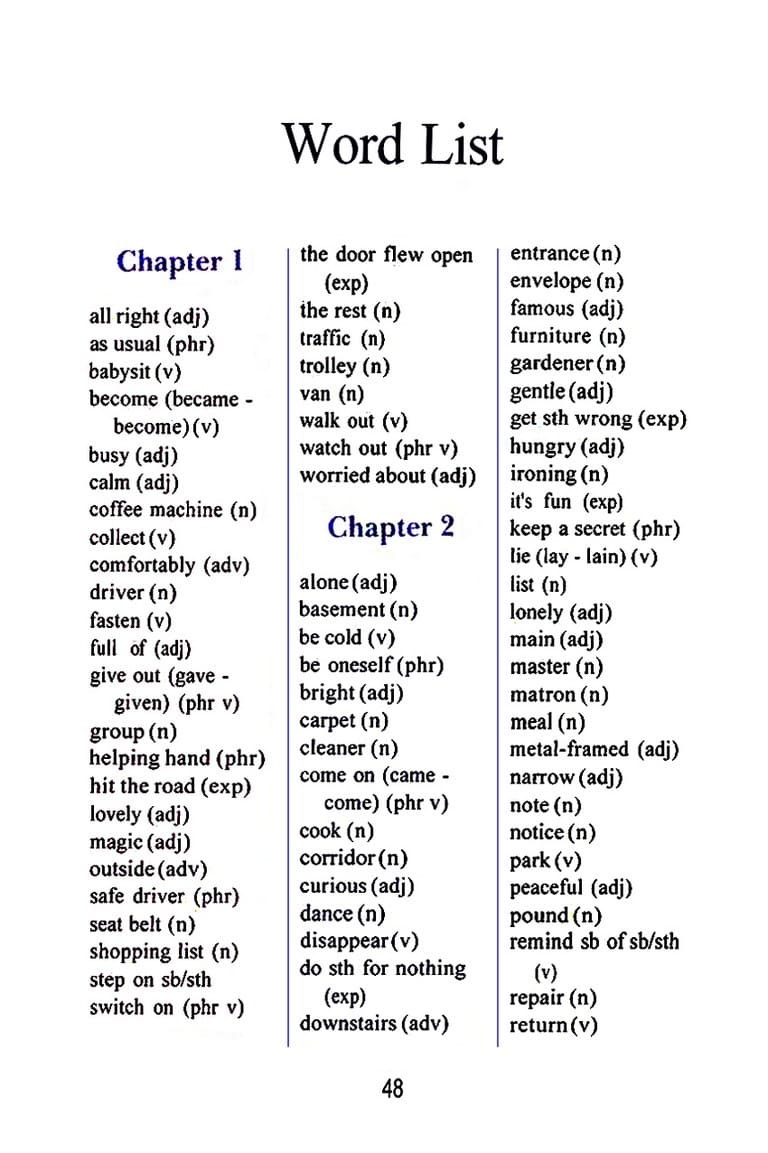 Word List
Chapter 1
all right (adj)
as usual (phr)
babysit (v)
become (became -
become) (v)
busy (adj)
calm (adj)
coffee machine (n)
collect (v)
comfortably (adv)
driver (n)
fasten (v)
full of (adj)
give out (gave -
given) (phr v)
group (n)
helping hand (phr)
hit the road (exp)
lovely (adj)
magic (adj)
outside (adv)
safe driver (phr)
seat belt (n)
shopping list (n)
step on sb/sth
switch on (phr v)
the door flew open
(exp)
the rest (n)
traffic (n)
trolley (n)
van (n)
walk out (v)
watch out (phr v)
worried about (adj)
Chapter 2
alone (adj)
basement (n)
be cold (v)
be oneself (phr)
bright (adj)
carpet (n)
cleaner (n)
come on (came -
come) (phr v)
cook (n)
corridor (n)
curious (adj)
dance (n)
disappear (v)
do sth for nothing
(exp)
downstairs (adv)
entrance (n)
envelope (n)
famous (adj)
furniture (n)
gardener (n)
gentle (adj)
get sth wrong (exp)
hungry (adj)
ironing (n)
it's fun (exp)
keep a secret (phr)
lie (lay - lain) (v)
list (n)
lonely (adj)
main (adj)
master (n)
matron (n)
meal (n)
metal-framed (adj)
narrow (adj)
note (n)
notice (n)
park (v)
peaceful (adj)
pound (n)
remind sb of sb/sth
(v)
repair (n)
return (v)
48